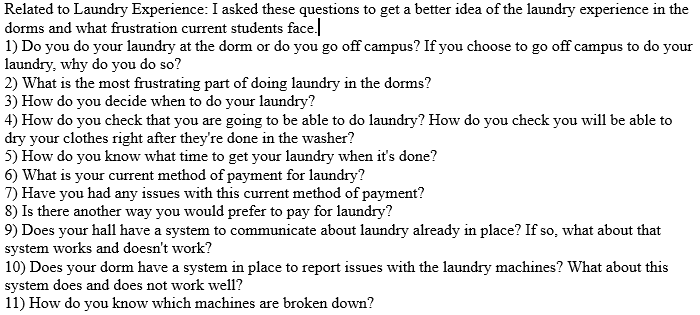 Related to Laundry Experience: I asked these questions to get a better idea of the laundry experience in the
dorms and what frustration current students face.
1) Do you do your laundry at the dorm or do you go off campus? If you choose to go off campus to do your
laundry, why do you do so?
2) What is the most frustrating part of doing laundry in the dorms?
3) How do you decide when to do your laundry?
4) How do you check that you are going to be able to do laundry? How do you check you will be able to
dry your clothes right after they're done in the washer?
5) How do you know what time to get your laundry when it's done?
6) What is your current method of payment for laundry?
7) Have you had any issues with this current method of payment?
8) Is there another way you would prefer to pay for laundry?
9) Does your hall have a system to communicate about laundry already in place? If so, what about that
system works and doesn't work?
10) Does your dorm have a system in place to report issues with the laundry machines? What about this
system does and does not work well?
11) How do you know which machines are broken down?